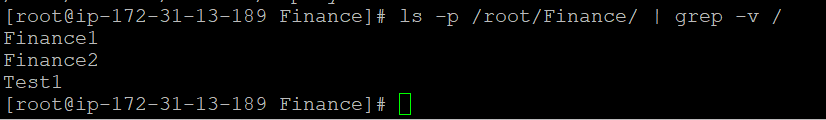 [root@ip-172-31-13-189 Finance]# ls -p /root/Finance/ | grep -v /
Finance1
Finance2
Test1
[root@ip-172-31-13-189 Finance]#